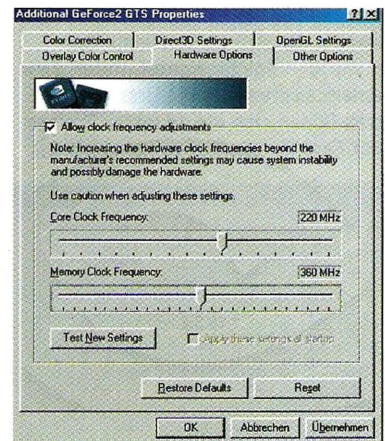 Additional GeForce2 GTS Properties
Color Correction Direct3D Settings OpenGL Settings
Overlay Color Control Hardware Options Other Options
Allow clock frequency adjustments
Note: Increasing the hardware clock frequencies beyond the
manufacturer's recommended settings may cause system instability
and possibly damage the hardware.
Use caution when adjusting these settings.
Core Clock Frequency: 220 MHz
Memory Clock Frequency: 360 MHz
Test New Settings Apply these settings at startup
Restore Defaults Reset
OK Abbrechen Übernehmen